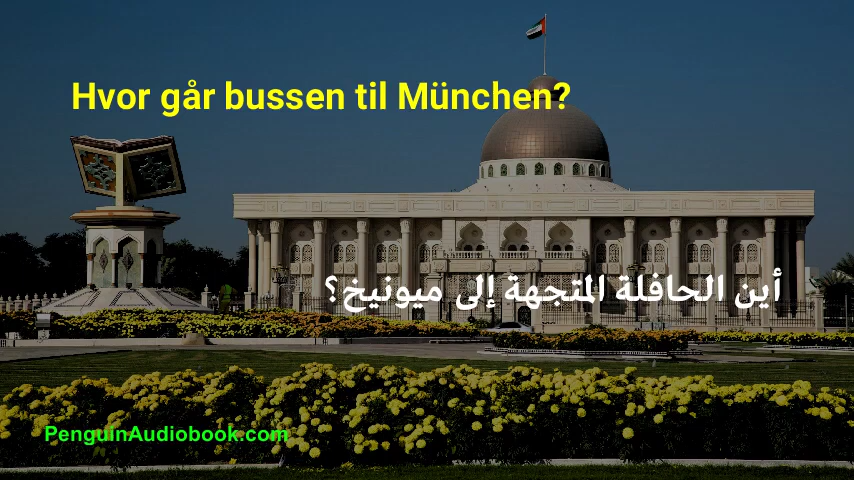 Hvor går bussen til München?
أين الحافلة المتجهة إلى ميونيخ؟
PenguinAudiobook.com